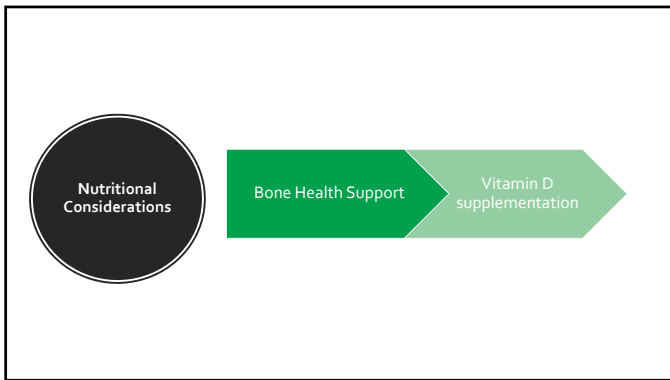 Nutritional
Considerations
Bone Health Support
Vitamin D
supplementation